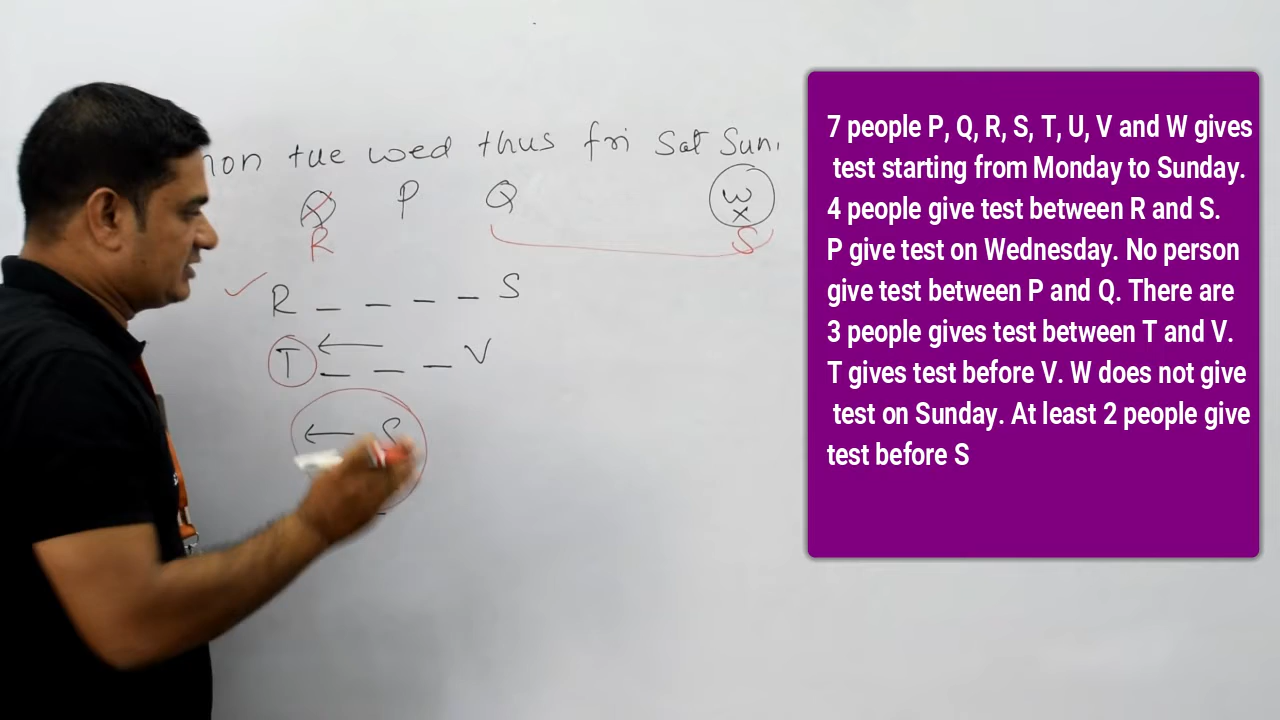 mon tue wed thus fri Sat Sun.
Q P Q W
x
R S
R _ _ _ _ S
T _ _ _ V
← S
7 people P, Q, R, S, T, U, V and W gives
test starting from Monday to Sunday.
4 people give test between R and S.
P give test on Wednesday. No person
give test between P and Q. There are
3 people gives test between T and V.
T gives test before V. W does not give
test on Sunday. At least 2 people give
test before S